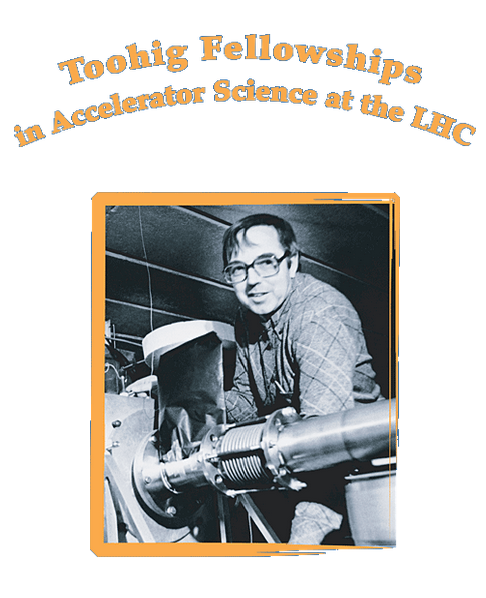 Toohig Fellowships
in Accelerator Science at the LHC